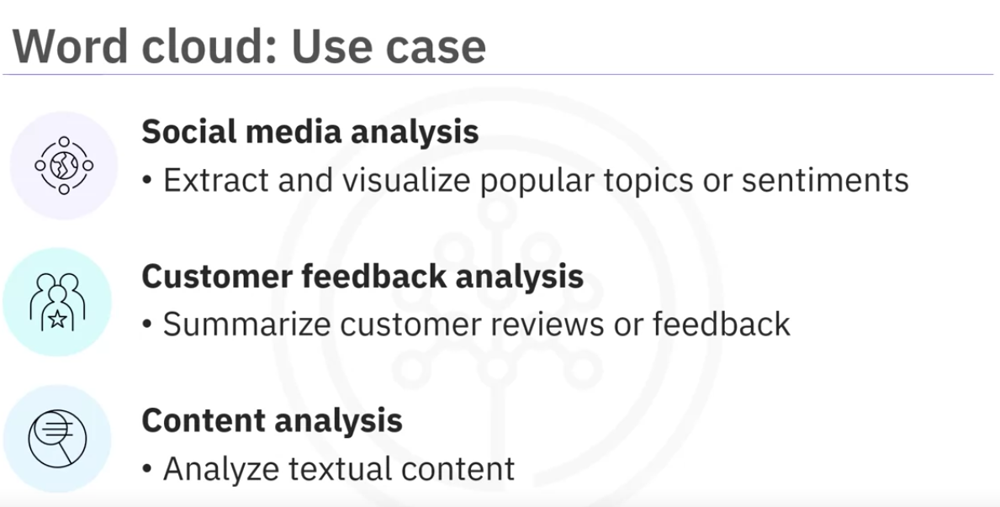 Word cloud: Use case
Social media analysis
• Extract and visualize popular topics or sentiments
Customer feedback analysis
• Summarize customer reviews or feedback
Content analysis
• Analyze textual content